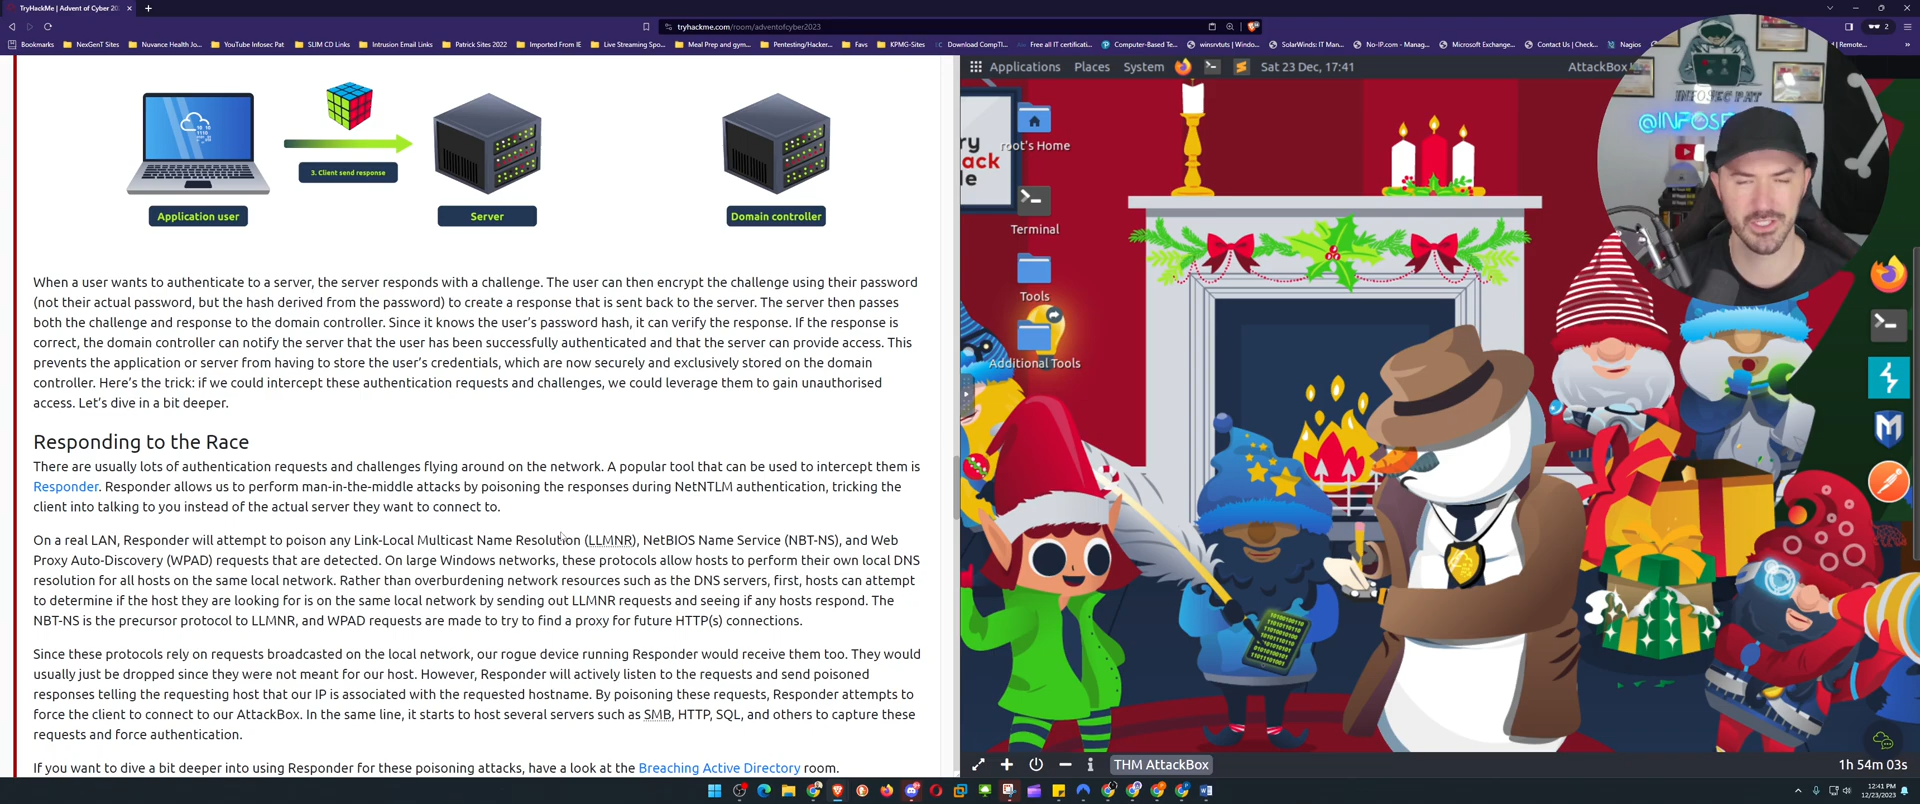 TryHackMe | Advent of Cyber 20
tryhackme.com/room/adventofcyber2023
2
Bookmarks NexGenT Sites Nuvance Health Jo... YouTube Infosec Pat SLIM CD Links Intrusion Email Links Patrick Sites 2022 Imported From IE Live Streaming Spo... Meal Prep and gym... Pentesting/Hacker... Favs KPMG-Sites Download CompTI... Free all IT certificati... Computer-Based Te... winsrvtuts | Windo... SolarWinds: IT Man... No-IP.com - Manag... Microsoft Exchange... Contact Us | Check... Nagios
Remote...
Applications Places System Sat 23 Dec, 17:41 AttackBox
3. Client send response
Application user
Server
Domain controller
When a user wants to authenticate to a server, the server responds with a challenge. The user can then encrypt the challenge using their password
(not their actual password, but the hash derived from the password) to create a response that is sent back to the server. The server then passes
both the challenge and response to the domain controller. Since it knows the user's password hash, it can verify the response. If the response is
correct, the domain controller can notify the server that the user has been successfully authenticated and that the server can provide access. This
prevents the application or server from having to store the user's credentials, which are now securely and exclusively stored on the domain
controller. Here's the trick: if we could intercept these authentication requests and challenges, we could leverage them to gain unauthorised
access. Let's dive in a bit deeper.
Responding to the Race
There are usually lots of authentication requests and challenges flying around on the network. A popular tool that can be used to intercept them is
Responder. Responder allows us to perform man-in-the-middle attacks by poisoning the responses during NetNTLM authentication, tricking the
client into talking to you instead of the actual server they want to connect to.
On a real LAN, Responder will attempt to poison any Link-Local Multicast Name Resolution (LLMNR), NetBIOS Name Service (NBT-NS), and Web
Proxy Auto-Discovery (WPAD) requests that are detected. On large Windows networks, these protocols allow hosts to perform their own local DNS
resolution for all hosts on the same local network. Rather than overburdening network resources such as the DNS servers, first, hosts can attempt
to determine if the host they are looking for is on the same local network by sending out LLMNR requests and seeing if any hosts respond. The
NBT-NS is the precursor protocol to LLMNR, and WPAD requests are made to try to find a proxy for future HTTP(s) connections.
Since these protocols rely on requests broadcasted on the local network, our rogue device running Responder would receive them too. They would
usually just be dropped since they were not meant for our host. However, Responder will actively listen to the requests and send poisoned
responses telling the requesting host that our IP is associated with the requested hostname. By poisoning these requests, Responder attempts to
force the client to connect to our AttackBox. In the same line, it starts to host several servers such as SMB, HTTP, SQL, and others to capture these
requests and force authentication.
If you want to dive a bit deeper into using Responder for these poisoning attacks, have a look at the Breaching Active Directory room.
root's Home
Terminal
Tools
Additional Tools
INFOSEC PAT
@INFOSE
THM AttackBox
1h 54m 03s
12:41 PM
12/23/2023